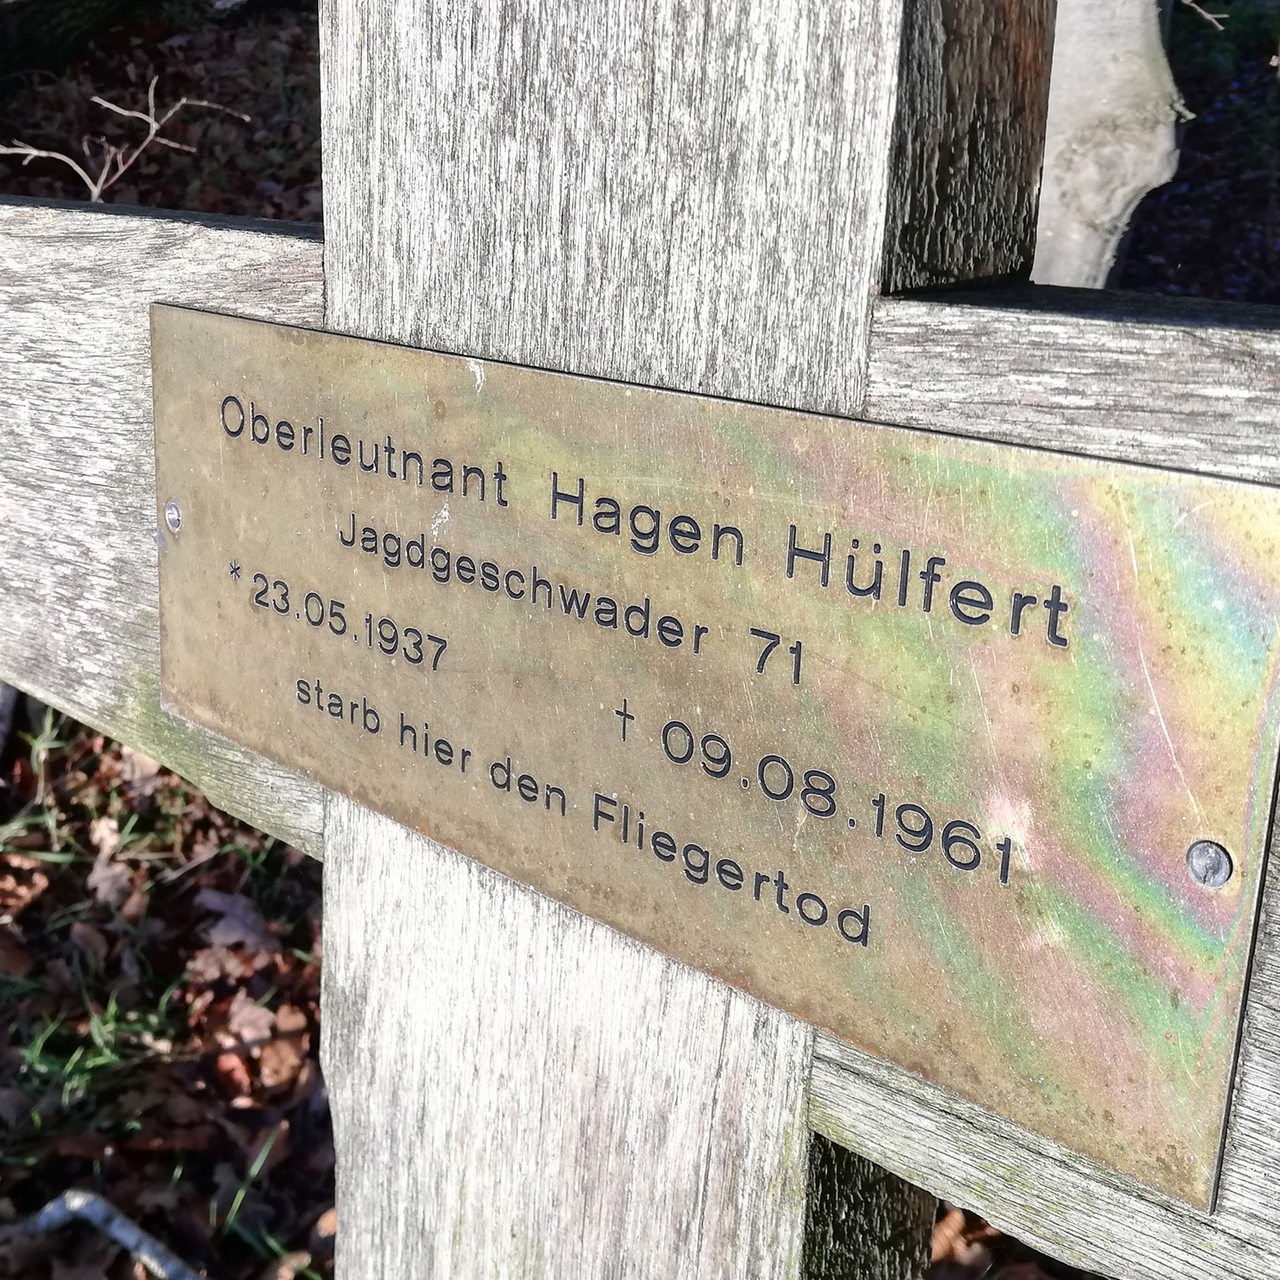 Oberleutnant Hagen Hülfert
Jagdgeschwader 71
* 23.05.1937 † 09.08.1961
starb hier den Fliegertod